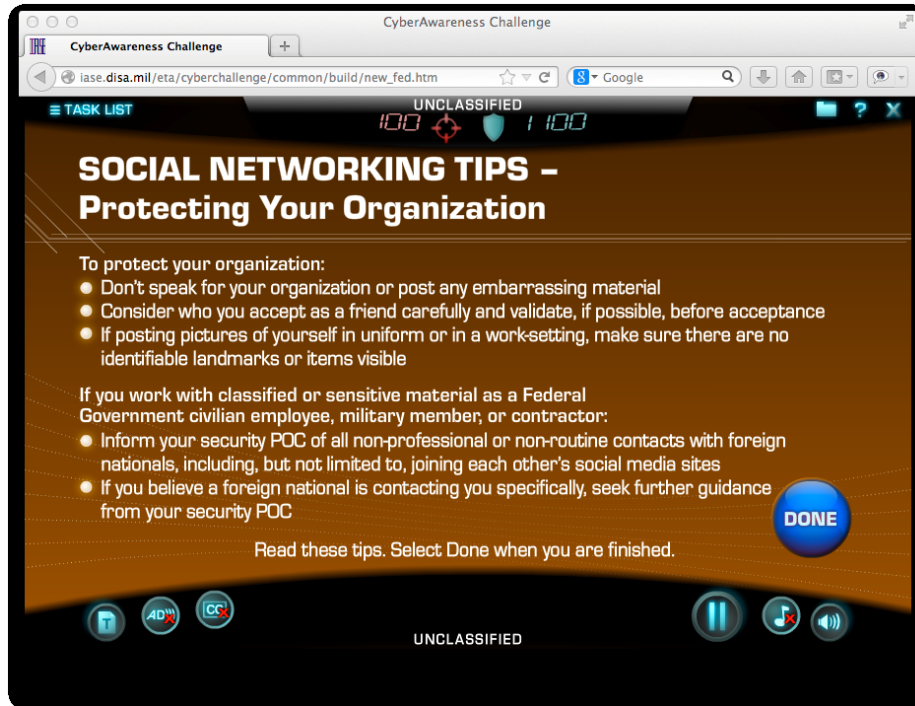 CyberAwareness Challenge
CyberAwareness Challenge
iase.disa.mil/eta/cyberchallenge/common/build/new_fed.htm
Google
TASK LIST
UNCLASSIFIED
100
1 100
?
X
SOCIAL NETWORKING TIPS –
Protecting Your Organization
To protect your organization:
Don't speak for your organization or post any embarrassing material
Consider who you accept as a friend carefully and validate, if possible, before acceptance
If posting pictures of yourself in uniform or in a work-setting, make sure there are no
identifiable landmarks or items visible
If you work with classified or sensitive material as a Federal
Government civilian employee, military member, or contractor:
Inform your security POC of all non-professional or non-routine contacts with foreign
nationals, including, but not limited to, joining each other's social media sites
If you believe a foreign national is contacting you specifically, seek further guidance
from your security POC
DONE
Read these tips. Select Done when you are finished.
T
AD
CC
UNCLASSIFIED